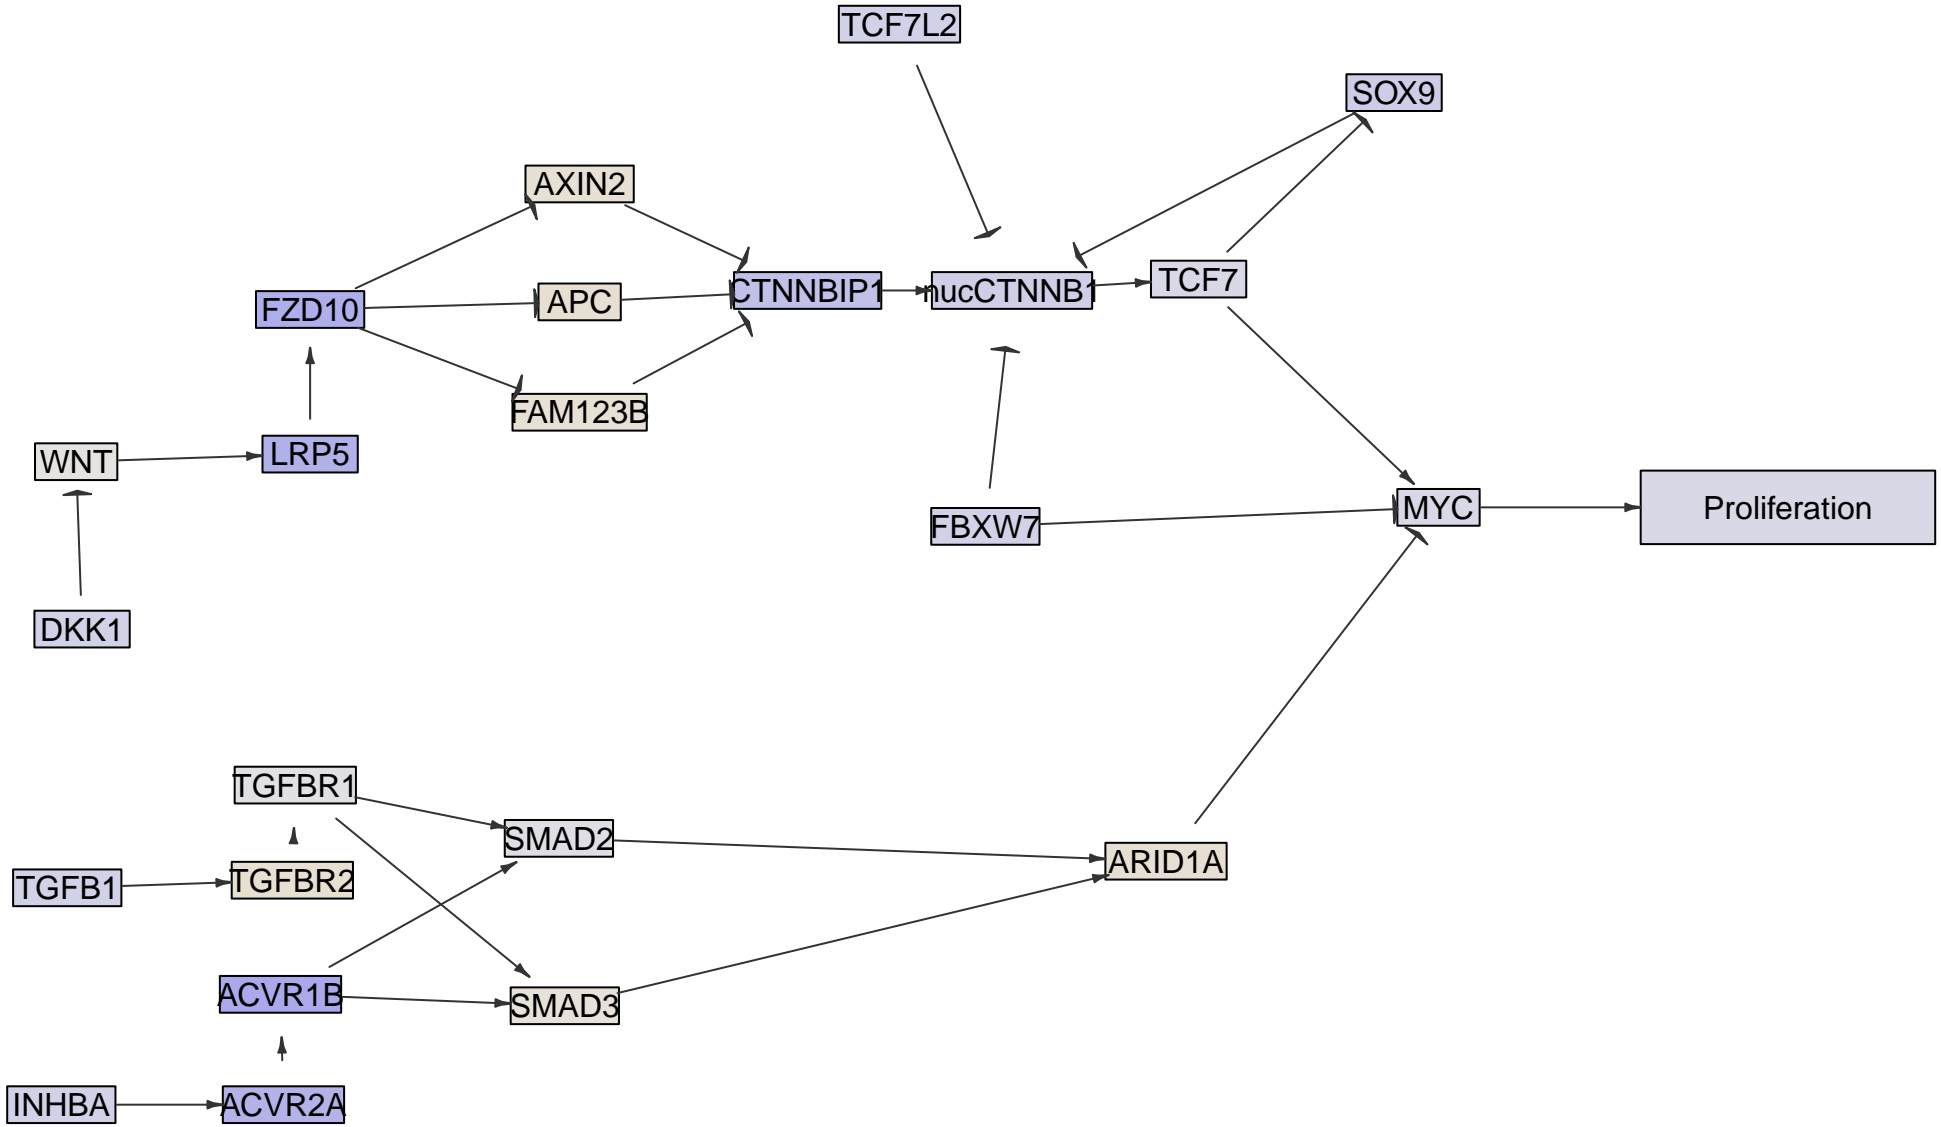 TCF7L2
SOX9
AXIN2
TCF7
CTNNBIP1
nucCTNNB1
APC
FZD10
FAM123B
LRP5
WNT
MYC
Proliferation
FBXW7
DKK1
TGFBR1
SMAD2
ARID1A
TGFBR2
TGFB1
ACVR1B
SMAD3
INHBA
ACVR2A